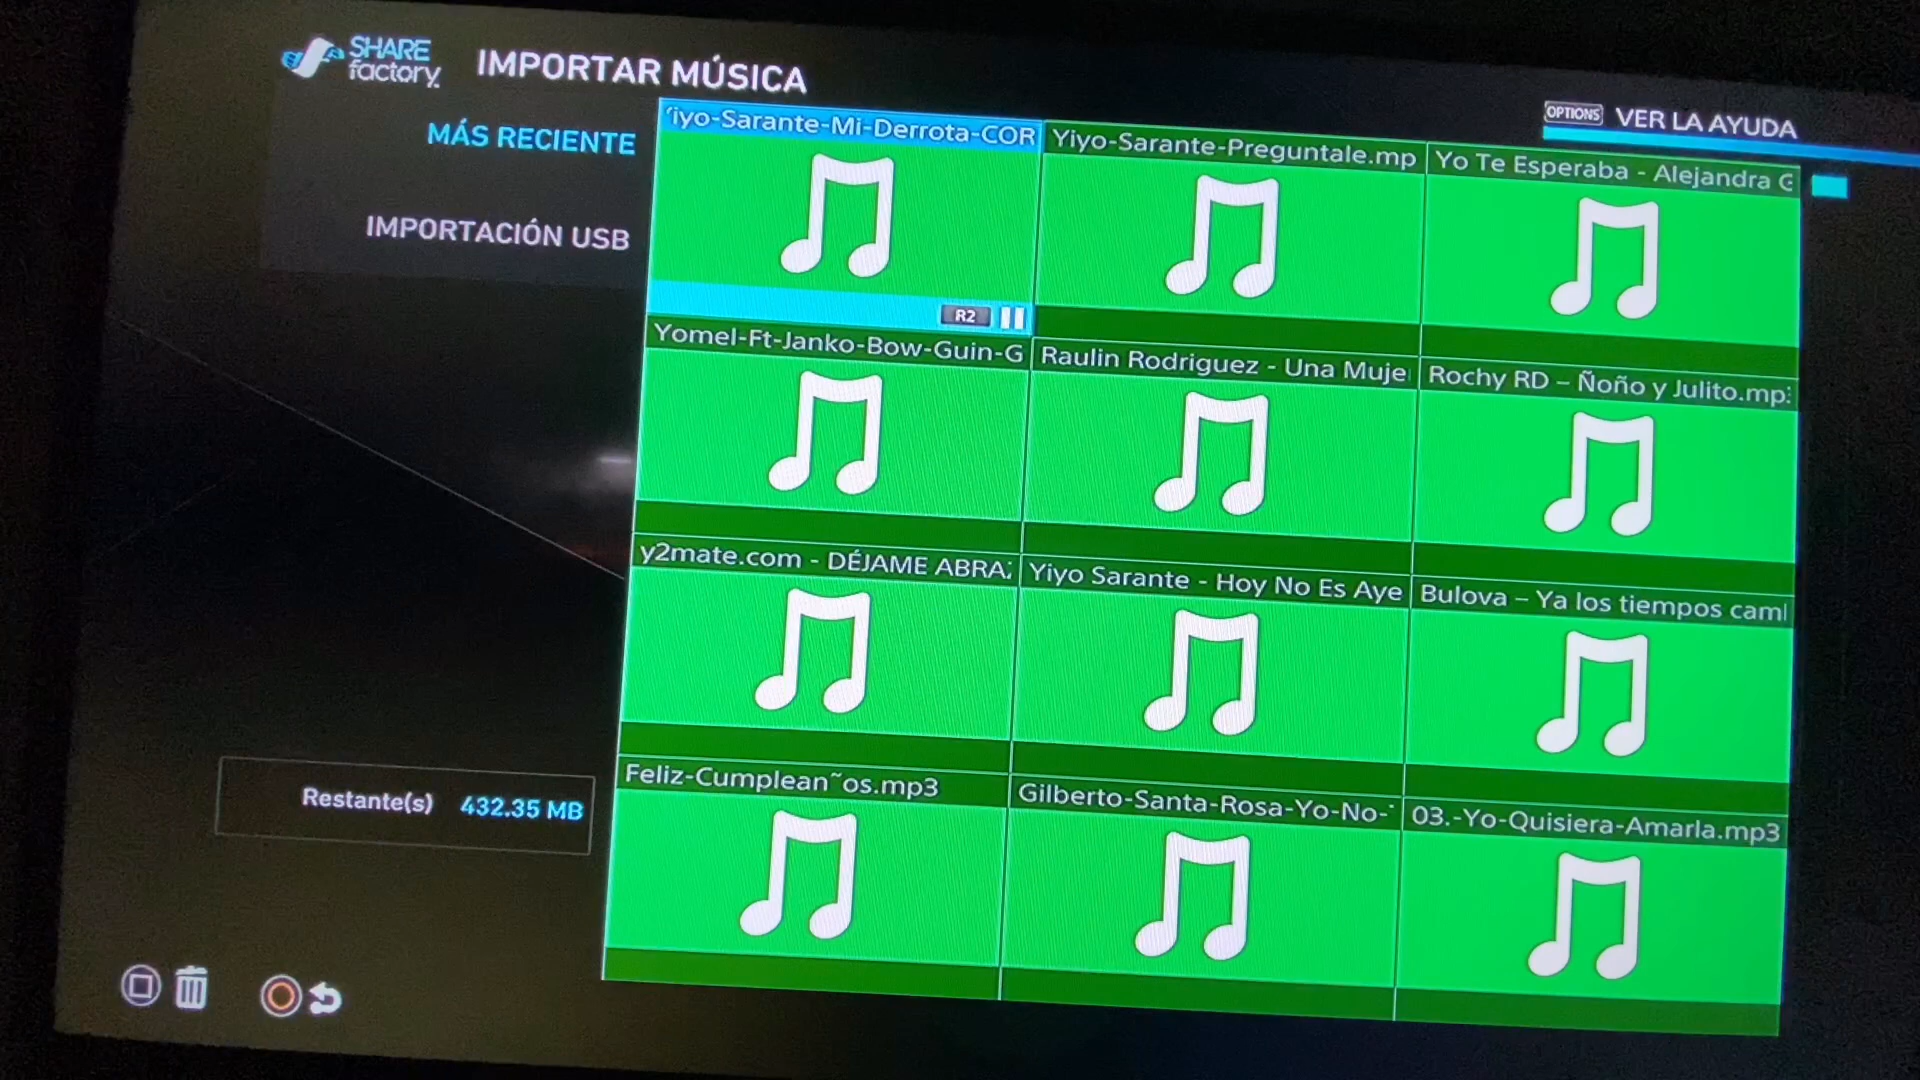 SHARE
factory
IMPORTAR MÚSICA
OPTIONS VER LA AYUDA
MÁS RECIENTE
IMPORTACIÓN USB
iyo-Sarante-Mi-Derrota-COR
Yiyo-Sarante-Preguntale.mp
Yo Te Esperaba - Alejandra G
R2
Yomel-Ft-Janko-Bow-Guin-G
Raulin Rodriguez - Una Muje
Rochy RD – Ñoño y Julito.mp3
y2mate.com - DÉJAME ABRA
Yiyo Sarante - Hoy No Es Aye
Bulova – Ya los tiempos cam
Feliz-Cumplean~os.mp3
Gilberto-Santa-Rosa-Yo-No-
03.-Yo-Quisiera-Amarla.mp3
Restante(s) 432.35 MB